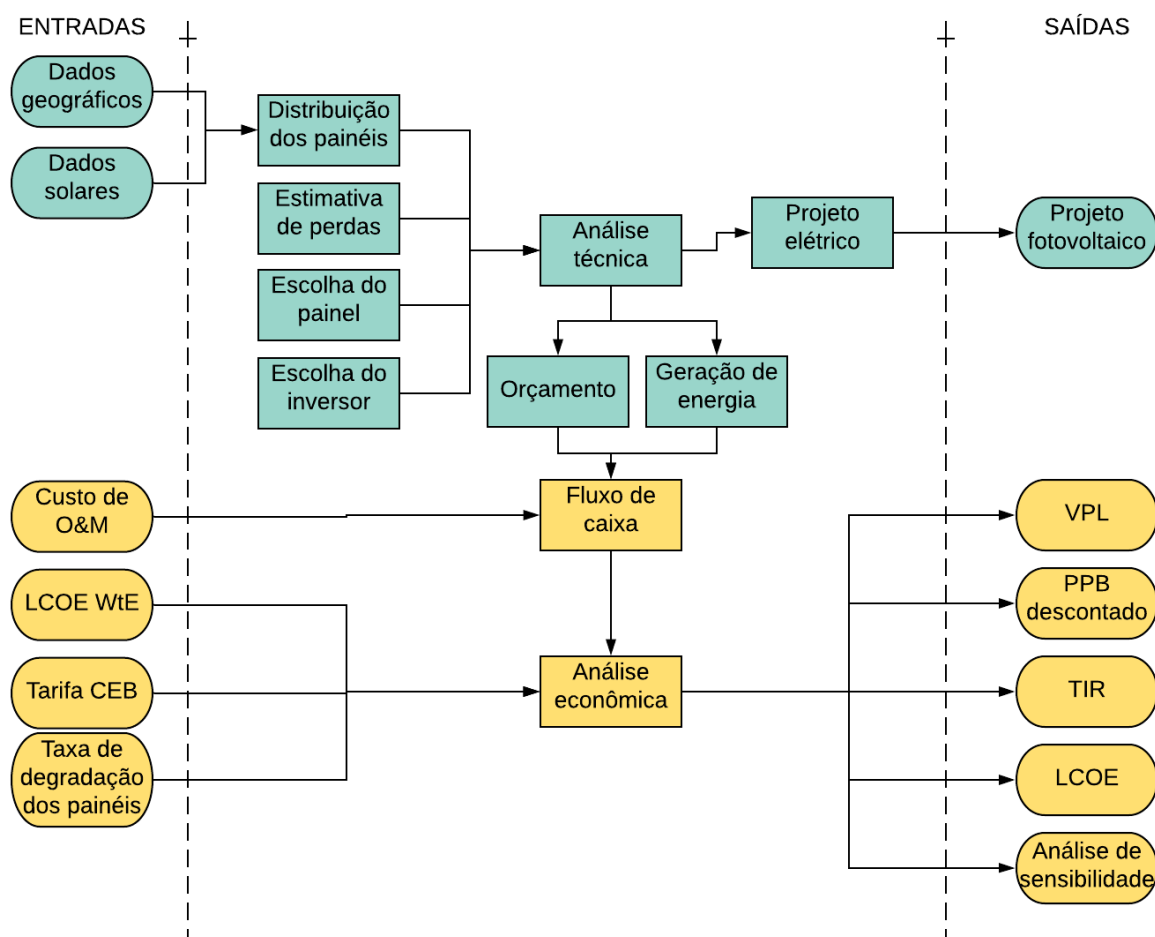 ENTRADAS
SAÍDAS
Dados
geográficos
Dados
solares
Distribuição
dos painéis
Estimativa
de perdas
Escolha do
painel
Escolha do
inversor
Análise
técnica
Projeto
elétrico
Projeto
fotovoltaico
Orçamento
Geração de
energia
Custo de
O&M
Fluxo de
caixa
VPL
LCOE WtE
PPB
descontado
Tarifa CEB
Análise
econômica
TIR
Taxa de
degradação
dos painéis
LCOE
Análise de
sensibilidade